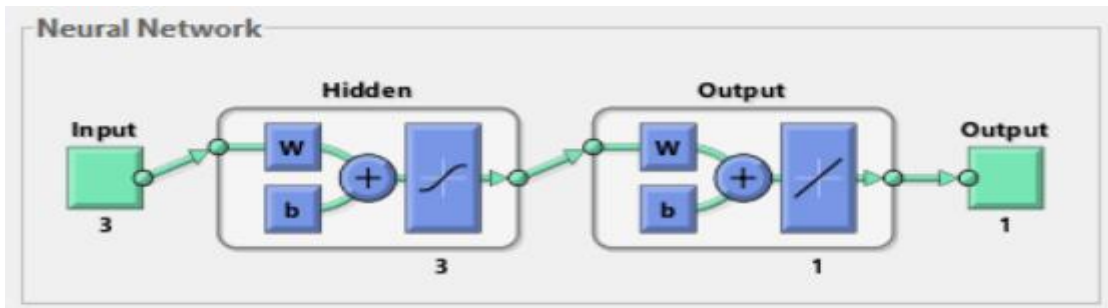 Neural Network
Hidden Output
Input Output
W W
+ +
b b
3 1
3 1